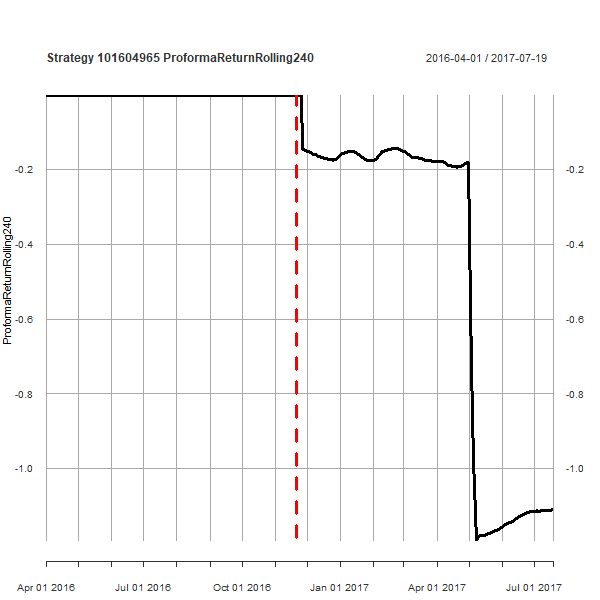 Strategy 101604965 ProformaReturnRolling240
2016-04-01 / 2017-07-19
ProformaReturnRolling240
-0.2 -0.2
-0.4 -0.4
-0.6 -0.6
-0.8 -0.8
-1.0 -1.0
Apr 01 2016 Jul 01 2016 Oct 01 2016 Jan 01 2017 Apr 01 2017 Jul 01 2017